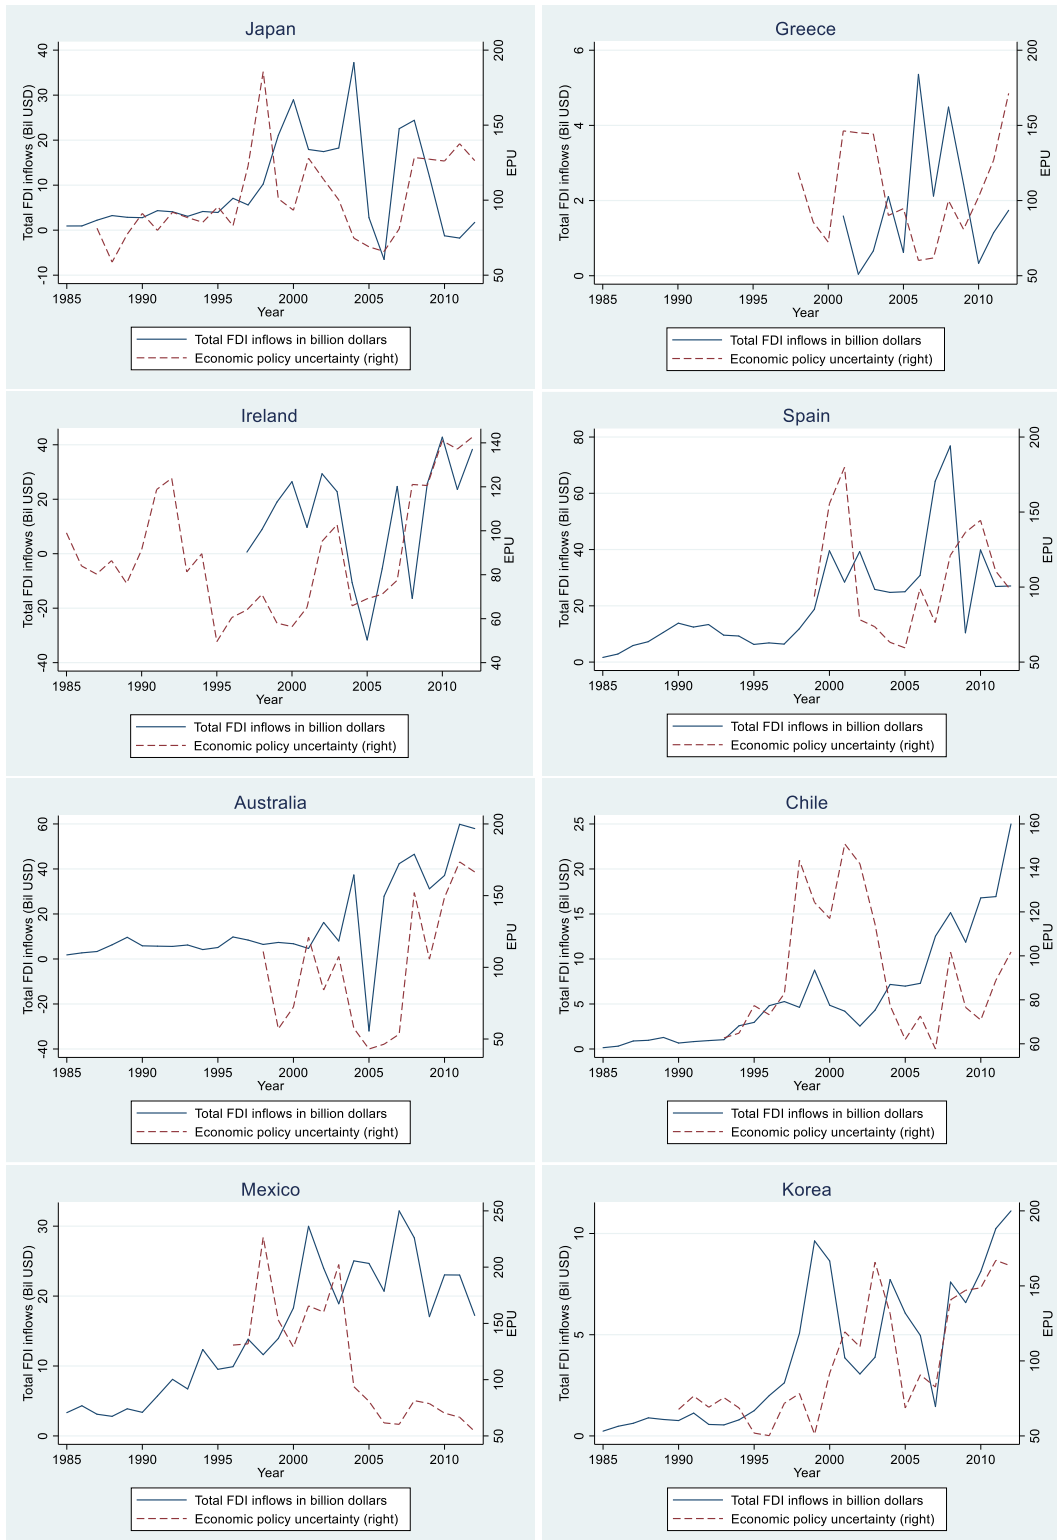 Japan
Total FDI inflows (Bil USD)
40
30
20
10
0
-10
200
150
100
50
EPU
1985 1990 1995 2000 2005 2010
Year
Total FDI inflows in billion dollars
Economic policy uncertainty (right)
Greece
Total FDI inflows (Bil USD)
6
4
2
0
200
150
100
50
EPU
1985 1990 1995 2000 2005 2010
Year
Total FDI inflows in billion dollars
Economic policy uncertainty (right)
Ireland
Total FDI inflows (Bil USD)
40
20
0
-20
-40
140
120
100
80
60
40
EPU
1985 1990 1995 2000 2005 2010
Year
Total FDI inflows in billion dollars
Economic policy uncertainty (right)
Spain
Total FDI inflows (Bil USD)
80
60
40
20
0
200
150
100
50
EPU
1985 1990 1995 2000 2005 2010
Year
Total FDI inflows in billion dollars
Economic policy uncertainty (right)
Australia
Total FDI inflows (Bil USD)
60
40
20
0
-20
-40
200
150
100
50
EPU
1985 1990 1995 2000 2005 2010
Year
Total FDI inflows in billion dollars
Economic policy uncertainty (right)
Chile
Total FDI inflows (Bil USD)
25
20
15
10
5
0
160
140
120
100
80
60
EPU
1985 1990 1995 2000 2005 2010
Year
Total FDI inflows in billion dollars
Economic policy uncertainty (right)
Mexico
Total FDI inflows (Bil USD)
30
20
10
0
250
200
150
100
50
EPU
1985 1990 1995 2000 2005 2010
Year
Total FDI inflows in billion dollars
Economic policy uncertainty (right)
Korea
Total FDI inflows (Bil USD)
10
5
0
200
150
100
50
EPU
1985 1990 1995 2000 2005 2010
Year
Total FDI inflows in billion dollars
Economic policy uncertainty (right)